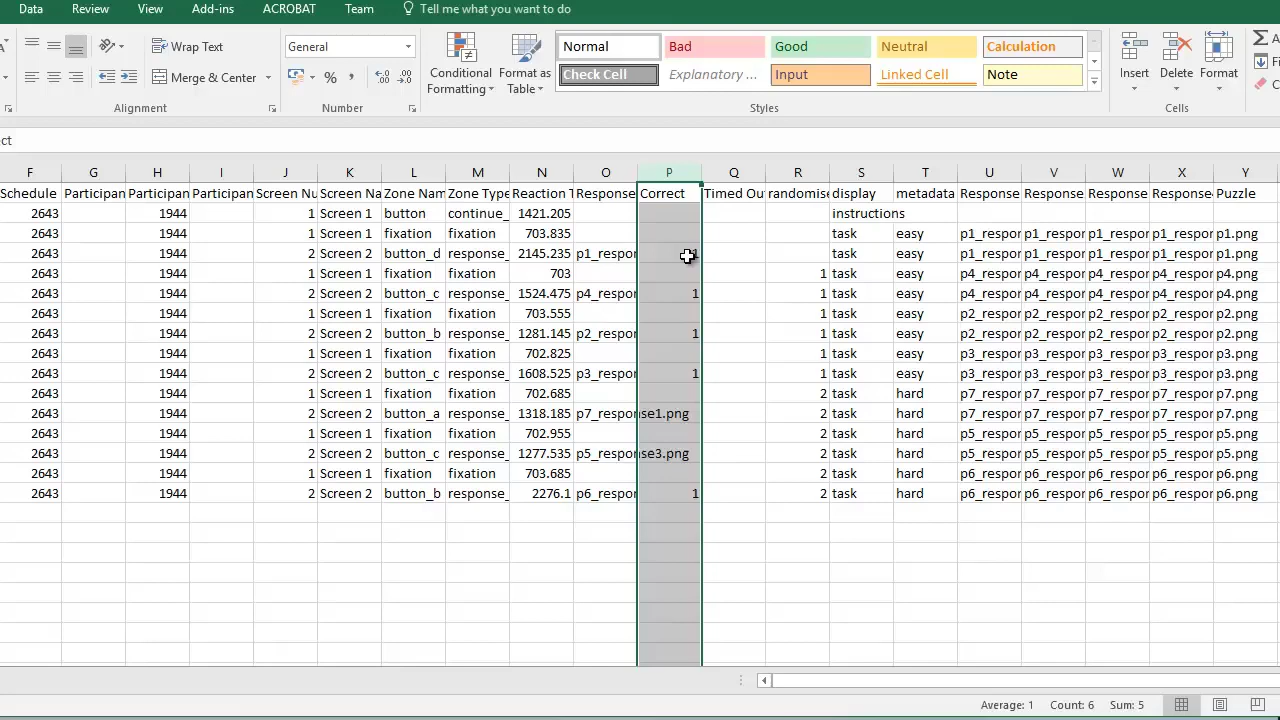 Data Review View Add-ins ACROBAT Team Tell me what you want to do
Wrap Text General Normal Bad Good Neutral Calculation
Merge & Center % , Conditional Formatting Format as Table Check Cell Explanatory ... Input Linked Cell Note Insert Delete Format
Alignment Number Styles Cells
ct
F G H I J K L M N O P Q R S T U V W X Y
Schedule Participan Participan Participan Screen Nu Screen Na Zone Nam Zone Type Reaction T Response Correct Timed Ou randomise display metadata Response Response Response Response Puzzle
2643 1944 1 Screen 1 button continue_ 1421.205 instructions
2643 1944 1 Screen 1 fixation fixation 703.835 task easy p1_respor p1_respor p1_respor p1_respor p1.png
2643 1944 2 Screen 2 button_d response_ 2145.235 p1_respor task easy p1_respor p1_respor p1_respor p1_respor p1.png
2643 1944 1 Screen 1 fixation fixation 703 1 task easy p4_respor p4_respor p4_respor p4_respor p4.png
2643 1944 2 Screen 2 button_c response_ 1524.475 p4_respor 1 1 task easy p4_respor p4_respor p4_respor p4_respor p4.png
2643 1944 1 Screen 1 fixation fixation 703.555 1 task easy p2_respor p2_respor p2_respor p2_respor p2.png
2643 1944 2 Screen 2 button_b response_ 1281.145 p2_respor 1 1 task easy p2_respor p2_respor p2_respor p2_respor p2.png
2643 1944 1 Screen 1 fixation fixation 702.825 1 task easy p3_respor p3_respor p3_respor p3_respor p3.png
2643 1944 2 Screen 2 button_c response_ 1608.525 p3_respor 1 1 task easy p3_respor p3_respor p3_respor p3_respor p3.png
2643 1944 1 Screen 1 fixation fixation 702.685 2 task hard p7_respor p7_respor p7_respor p7_respor p7.png
2643 1944 2 Screen 2 button_a response_ 1318.185 p7_response1.png 2 task hard p7_respor p7_respor p7_respor p7_respor p7.png
2643 1944 1 Screen 1 fixation fixation 702.955 2 task hard p5_respor p5_respor p5_respor p5_respor p5.png
2643 1944 2 Screen 2 button_c response_ 1277.535 p5_response3.png 2 task hard p5_respor p5_respor p5_respor p5_respor p5.png
2643 1944 1 Screen 1 fixation fixation 703.685 2 task hard p6_respor p6_respor p6_respor p6_respor p6.png
2643 1944 2 Screen 2 button_b response_ 2276.1 p6_respor 1 2 task hard p6_respor p6_respor p6_respor p6_respor p6.png
Average: 1 Count: 6 Sum: 5